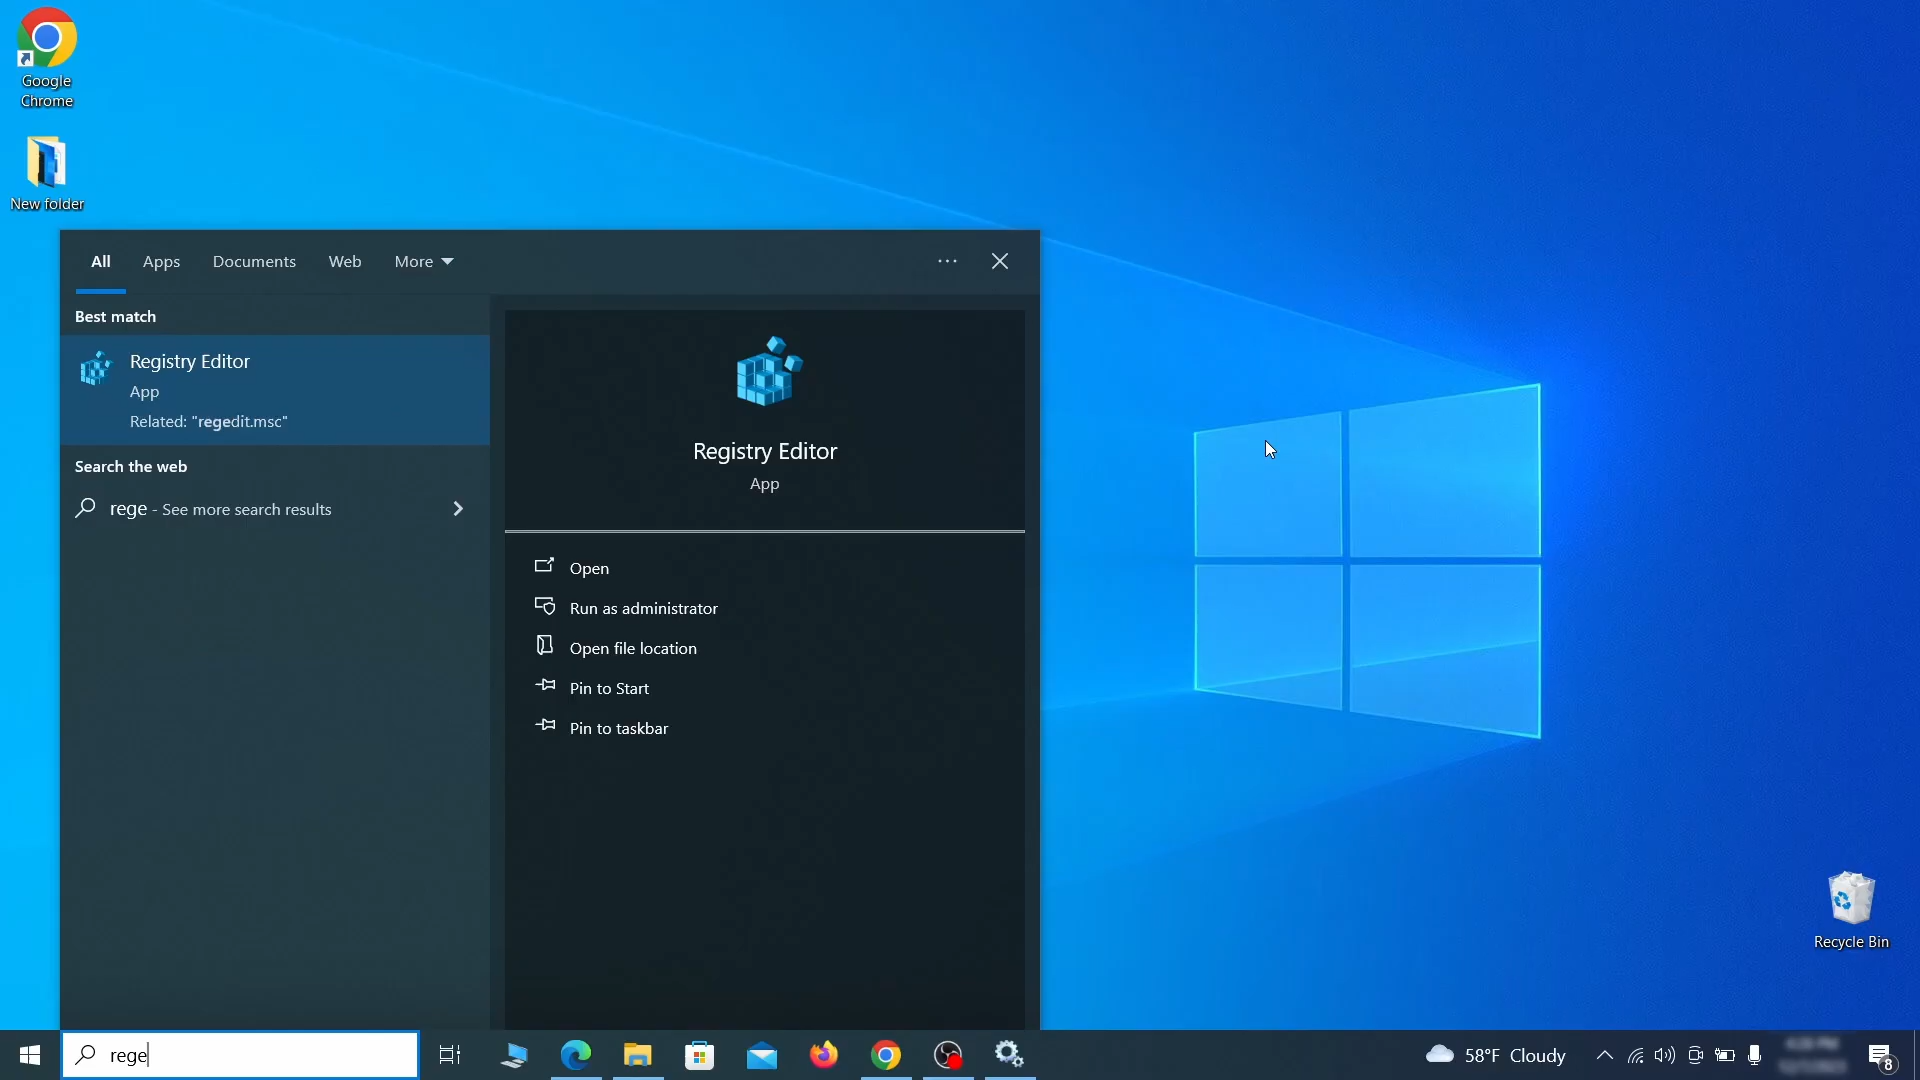 Google
Chrome
New folder
All
Apps
Documents
Web
More
Best match
Registry Editor
App
Related: "regedit.msc"
Search the web
rege - See more search results
Registry Editor
App
Open
Run as administrator
Open file location
Pin to Start
Pin to taskbar
Recycle Bin
rege
58°F Cloudy
8